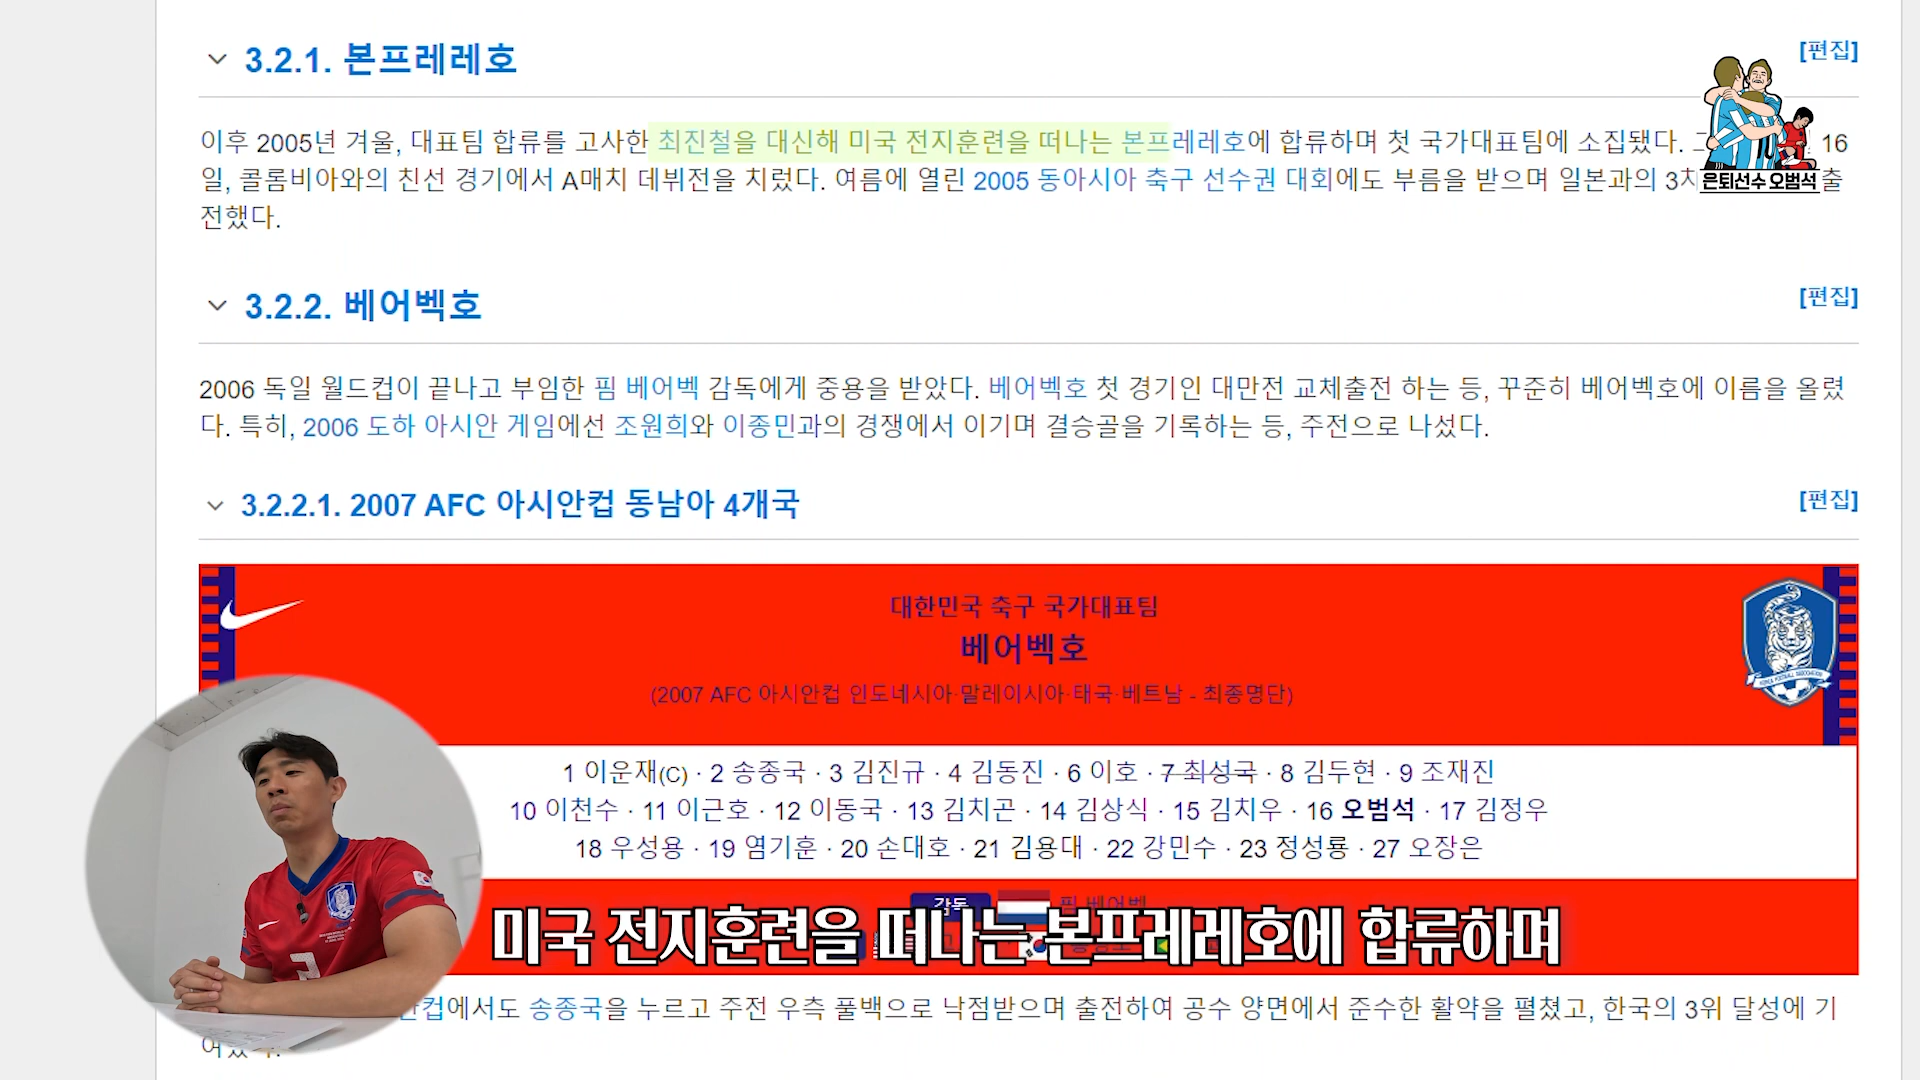 3.2.1. 본프레레호
[편집]
이후 2005년 겨울, 대표팀 합류를 고사한 최진철을 대신해 미국 전지훈련을 떠나는 본프레레호에 합류하며 첫 국가대표팀에 소집됐다. 16
일, 콜롬비아와의 친선 경기에서 A매치 데뷔전을 치렀다. 여름에 열린 2005 동아시아 축구 선수권 대회에도 부름을 받으며 일본과의 3차 출
전했다.
은퇴선수 오범석
3.2.2. 베어벡호
[편집]
2006 독일 월드컵이 끝나고 부임한 핌 베어벡 감독에게 중용을 받았다. 베어벡호 첫 경기인 대만전 교체출전 하는 등, 꾸준히 베어벡호에 이름을 올렸
다. 특히, 2006 도하 아시안 게임에선 조원희와 이종민과의 경쟁에서 이기며 결승골을 기록하는 등, 주전으로 나섰다.
3.2.2.1. 2007 AFC 아시안컵 동남아 4개국
[편집]
대한민국 축구 국가대표팀
베어벡호
(2007 AFC 아시안컵 인도네시아·말레이시아·태국·베트남 - 최종명단)
1 이운재(C) · 2 송종국 · 3 김진규 · 4 김동진 · 6 이호 · 7 최성국 · 8 김두현 · 9 조재진
10 이천수 · 11 이근호 · 12 이동국 · 13 김치곤 · 14 김상식 · 15 김치우 · 16 오범석 · 17 김정우
18 우성용 · 19 염기훈 · 20 손대호 · 21 김용대 · 22 강민수 · 23 정성룡 · 27 오장은
감독 핌 베어벡
미국 전지훈련을 떠나는 본프레레호에 합류하며
안컵에서도 송종국을 누르고 주전 우측 풀백으로 낙점받으며 출전하여 공수 양면에서 준수한 활약을 펼쳤고, 한국의 3위 달성에 기